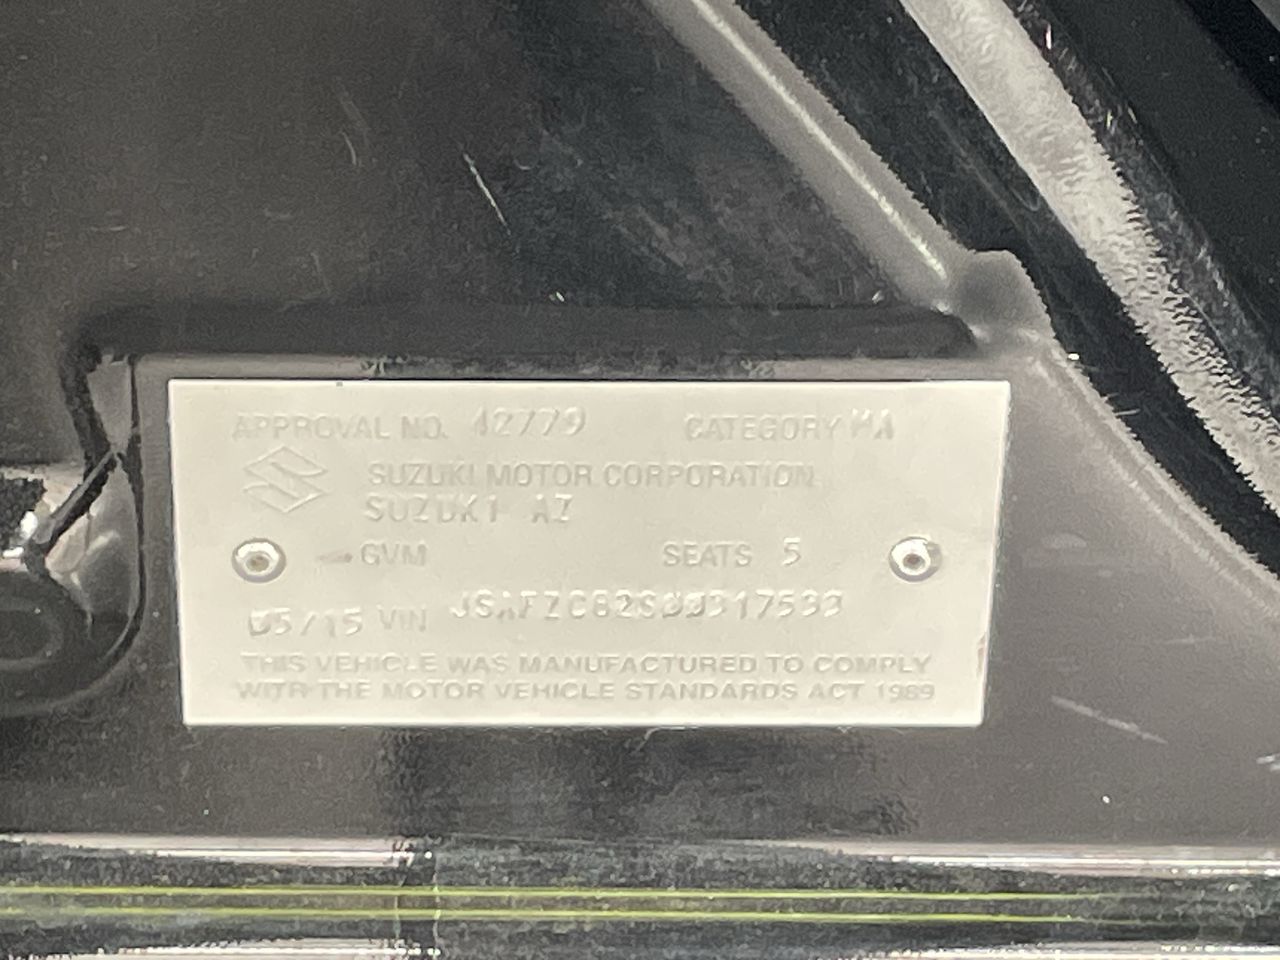 APPROVAL NO. 42779 CATEGORY MA
SUZUKI MOTOR CORPORATION
SUZUKI AZ
GVM SEATS 5
05/15 VIN JSAFZC82S00317533
THIS VEHICLE WAS MANUFACTURED TO COMPLY
WITH THE MOTOR VEHICLE STANDARDS ACT 1989